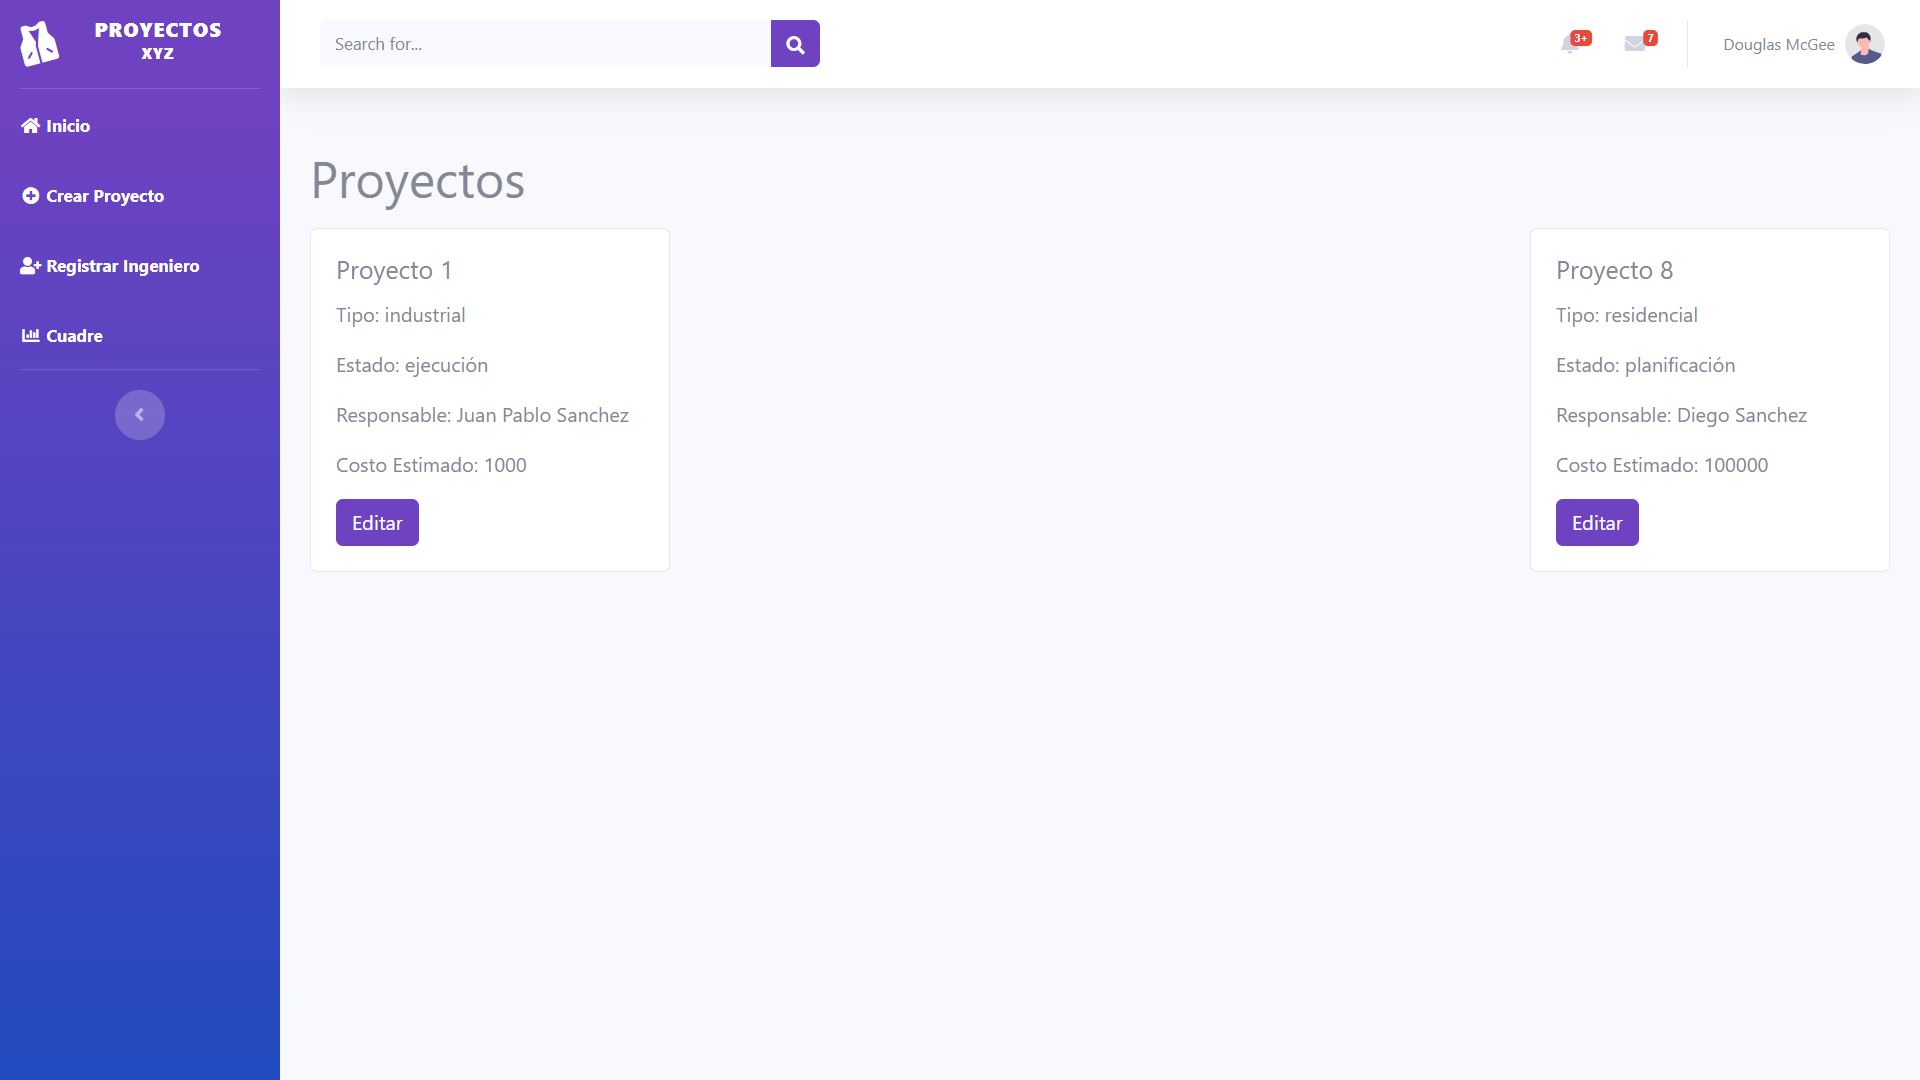 PROYECTOS
XYZ
Inicio
Crear Proyecto
Registrar Ingeniero
Cuadre
Search for...
3+
7
Douglas McGee
Proyectos
Proyecto 1
Tipo: industrial
Estado: ejecución
Responsable: Juan Pablo Sanchez
Costo Estimado: 1000
Editar
Proyecto 8
Tipo: residencial
Estado: planificación
Responsable: Diego Sanchez
Costo Estimado: 100000
Editar